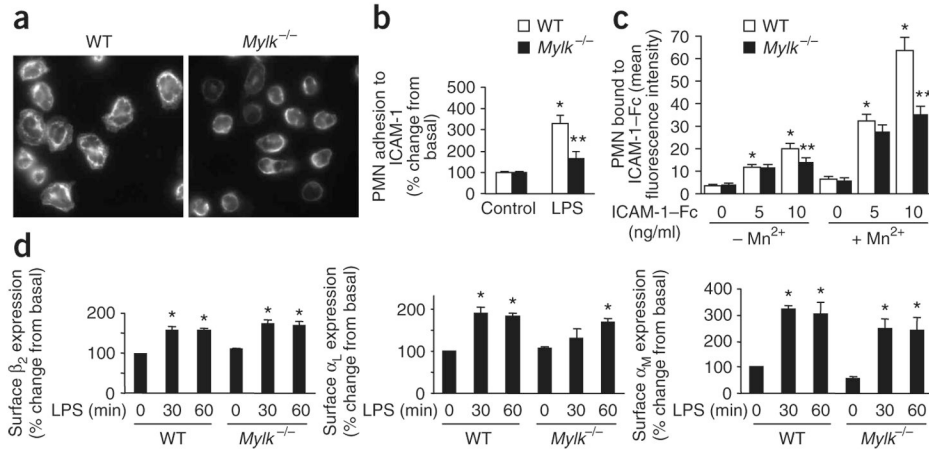 a
WT
Mylk⁻/⁻
b
WT
Mylk⁻/⁻
PMN adhesion to
ICAM-1
(% change from
basal)
500
400
300
200
100
0
*
**
Control
LPS
c
WT
Mylk⁻/⁻
PMN bound to
ICAM-1–Fc (mean
fluorescence intensity)
70
60
50
40
30
20
10
0
*
*
**
*
*
**
ICAM-1–Fc
(ng/ml)
0 5 10 0 5 10
– Mn²⁺
+ Mn²⁺
d
Surface β₂ expression
(% change from basal)
200
100
0
* * * *
LPS (min) 0 30 60 0 30 60
WT
Mylk⁻/⁻
Surface αL expression
(% change from basal)
200
100
0
* * *
LPS (min) 0 30 60 0 30 60
WT
Mylk⁻/⁻
Surface αM expression
(% change from basal)
400
300
200
100
0
* * * *
LPS (min) 0 30 60 0 30 60
WT
Mylk⁻/⁻